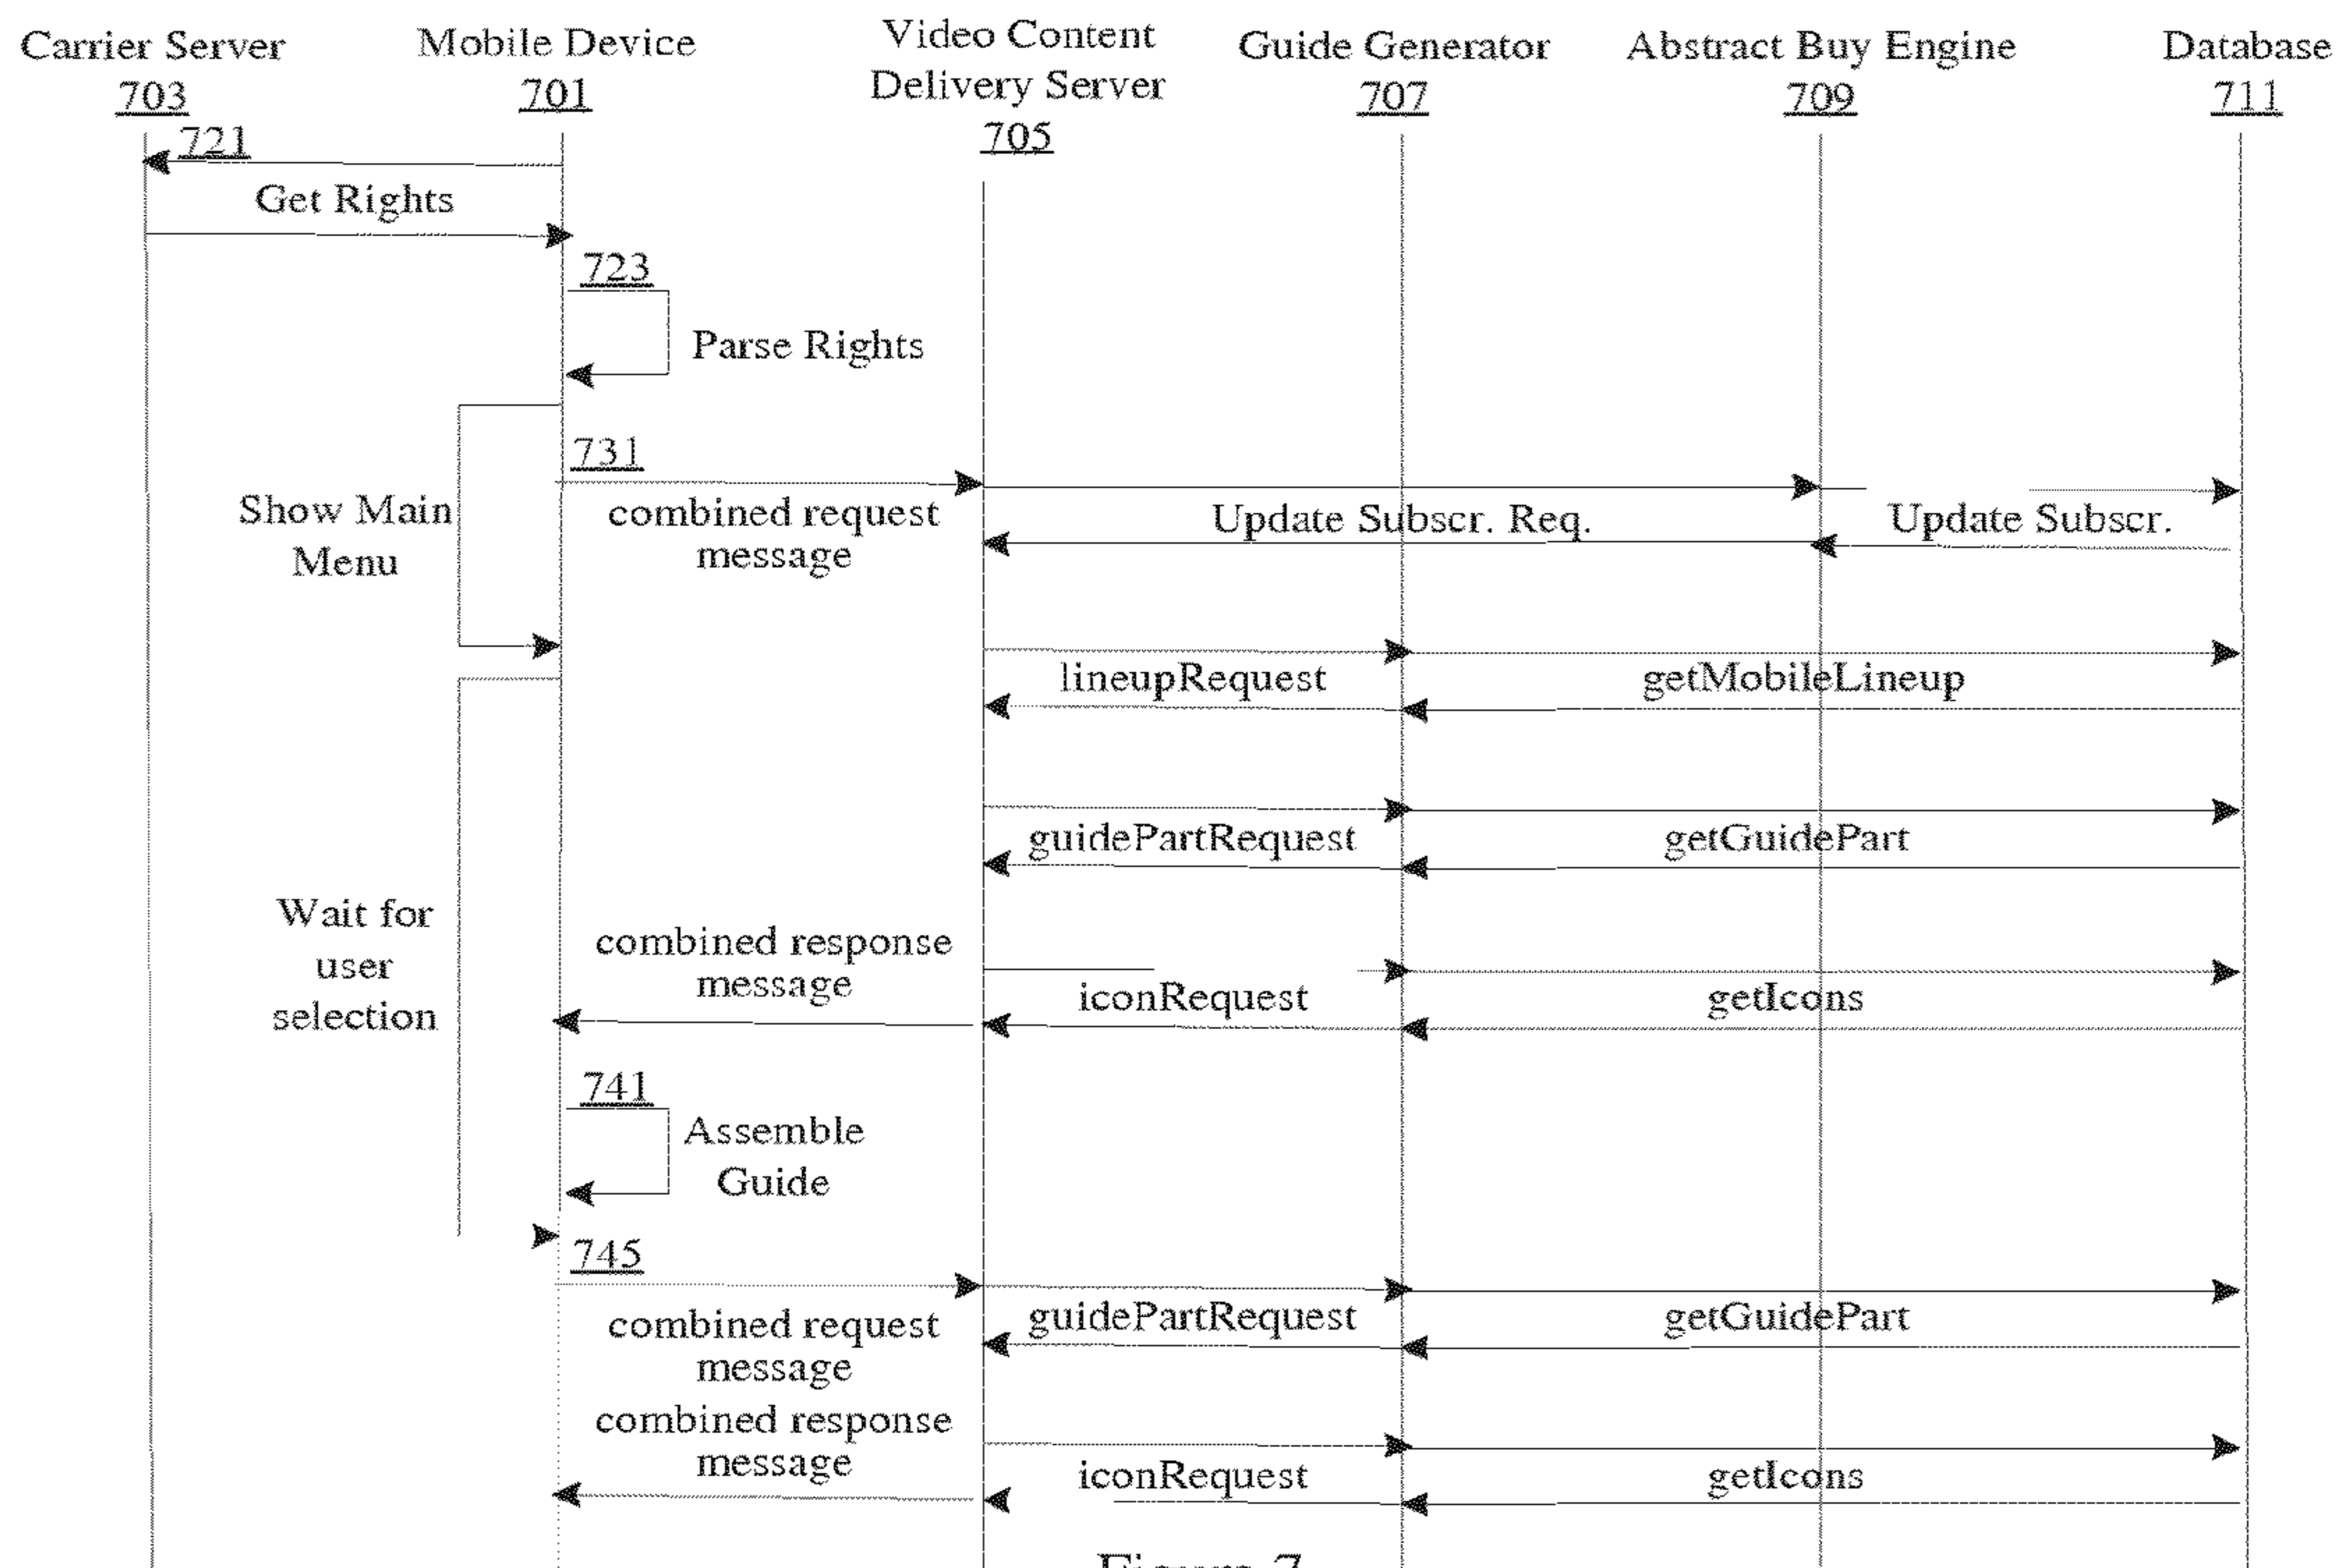 Carrier Server
703
Mobile Device
701
Video Content
Delivery Server
705
Guide Generator
707
Abstract Buy Engine
709
Database
711
721
Get Rights
723
Parse Rights
731
Show Main
Menu
combined request
message
Update Subscr. Req.
Update Subscr.
lineupRequest
getMobileLineup
guidePartRequest
getGuidePart
Wait for
user
selection
combined response
message
iconRequest
getIcons
741
Assemble
Guide
745
combined request
message
guidePartRequest
getGuidePart
combined response
message
iconRequest
getIcons
Figure 7